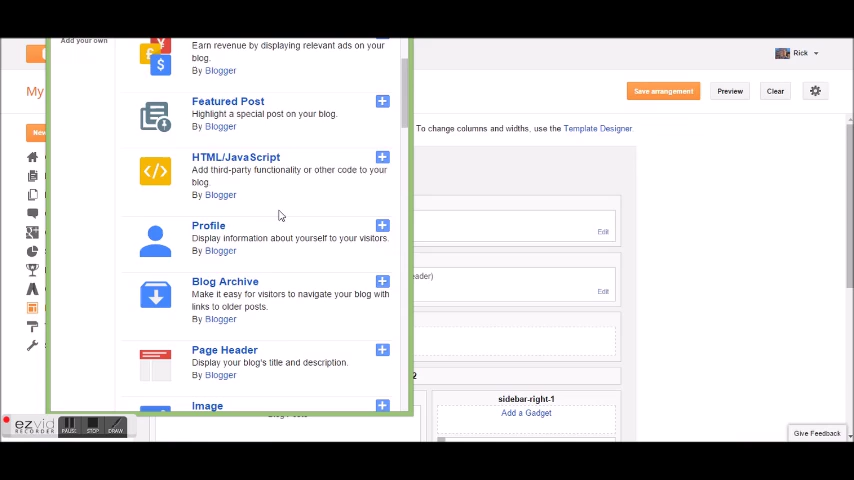 Add your own
Earn revenue by displaying relevant ads on your
blog.
By Blogger
Featured Post
Highlight a special post on your blog.
By Blogger
HTML/JavaScript
Add third-party functionality or other code to your
blog.
By Blogger
Profile
Display information about yourself to your visitors.
By Blogger
Blog Archive
Make it easy for visitors to navigate your blog with
links to older posts.
By Blogger
Page Header
Display your blog's title and description.
By Blogger
Image
My
New
Rick
Save arrangement
Preview
Clear
To change columns and widths, use the Template Designer.
Edit
eader)
Edit
2
sidebar-right-1
Add a Gadget
Give Feedback
ezvid
RECORDER
PAUSE
STOP
DRAW